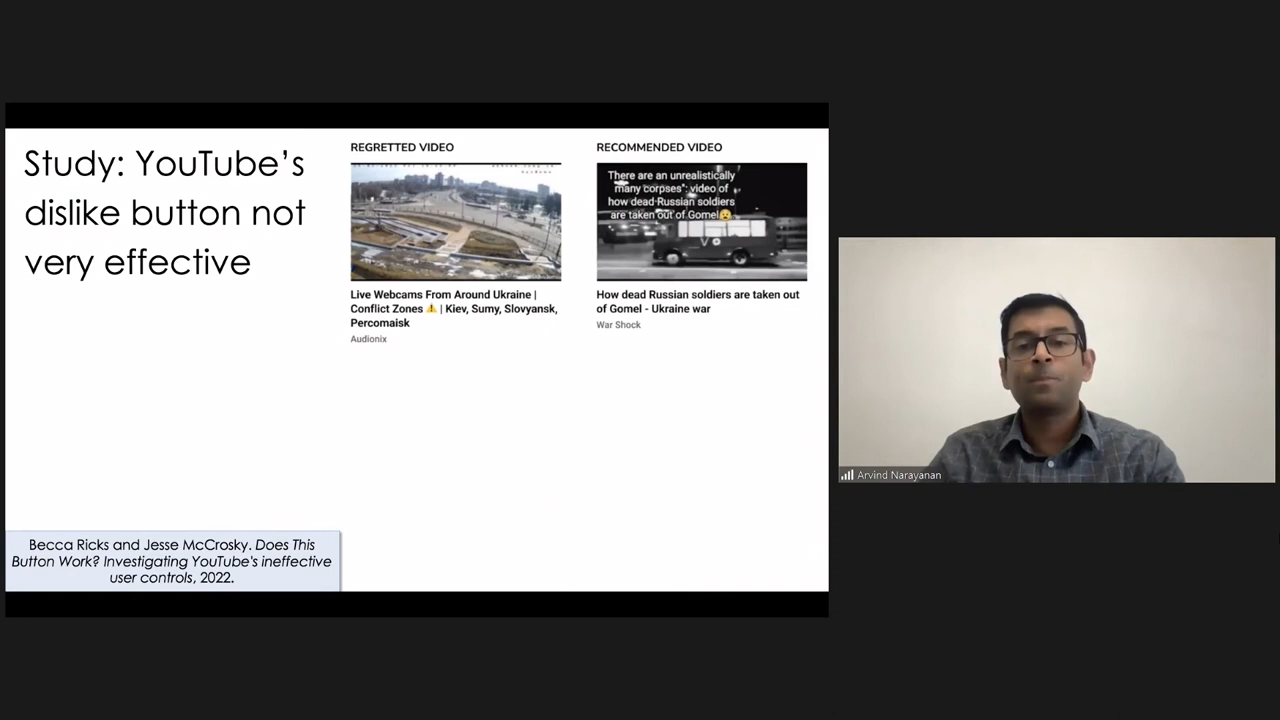 Study: YouTube's
dislike button not
very effective
REGRETTED VIDEO
Live Webcams From Around Ukraine |
Conflict Zones ⚠️ | Kiev, Sumy, Slovyansk,
Percomaisk
Audionix
RECOMMENDED VIDEO
There are an unrealistically
many corpses": video of
how dead Russian soldiers
are taken out of Gomel😧
V
How dead Russian soldiers are taken out
of Gomel - Ukraine war
War Shock
Becca Ricks and Jesse McCrosky. Does This
Button Work? Investigating YouTube's ineffective
user controls, 2022.
Arvind Narayanan